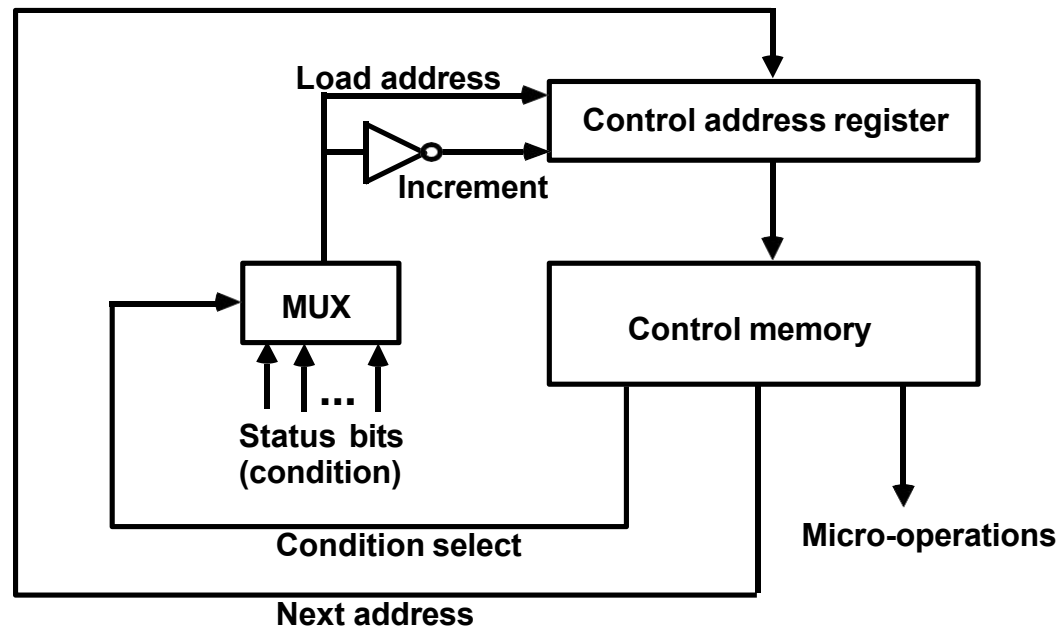 Load address
Control address register
Increment
MUX
Control memory
...
Status bits
(condition)
Micro-operations
Condition select
Next address